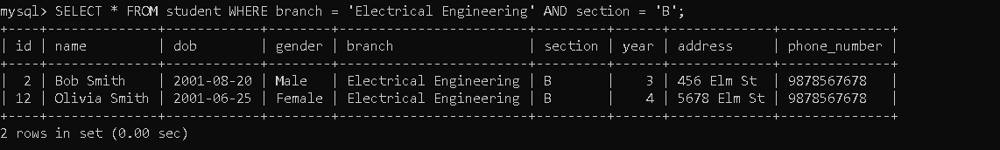 mysql> SELECT * FROM student WHERE branch = 'Electrical Engineering' AND section = 'B';
+----+--------------+------------+--------+------------------------+---------+------+-------------+--------------+
| id | name         | dob        | gender | branch                 | section | year | address     | phone_number |
+----+--------------+------------+--------+------------------------+---------+------+-------------+--------------+
|  2 | Bob Smith    | 2001-08-20 | Male   | Electrical Engineering | B       |    3 | 456 Elm St  | 9878567678   |
| 12 | Olivia Smith | 2001-06-25 | Female | Electrical Engineering | B       |    4 | 5678 Elm St | 9878567678   |
+----+--------------+------------+--------+------------------------+---------+------+-------------+--------------+
2 rows in set (0.00 sec)